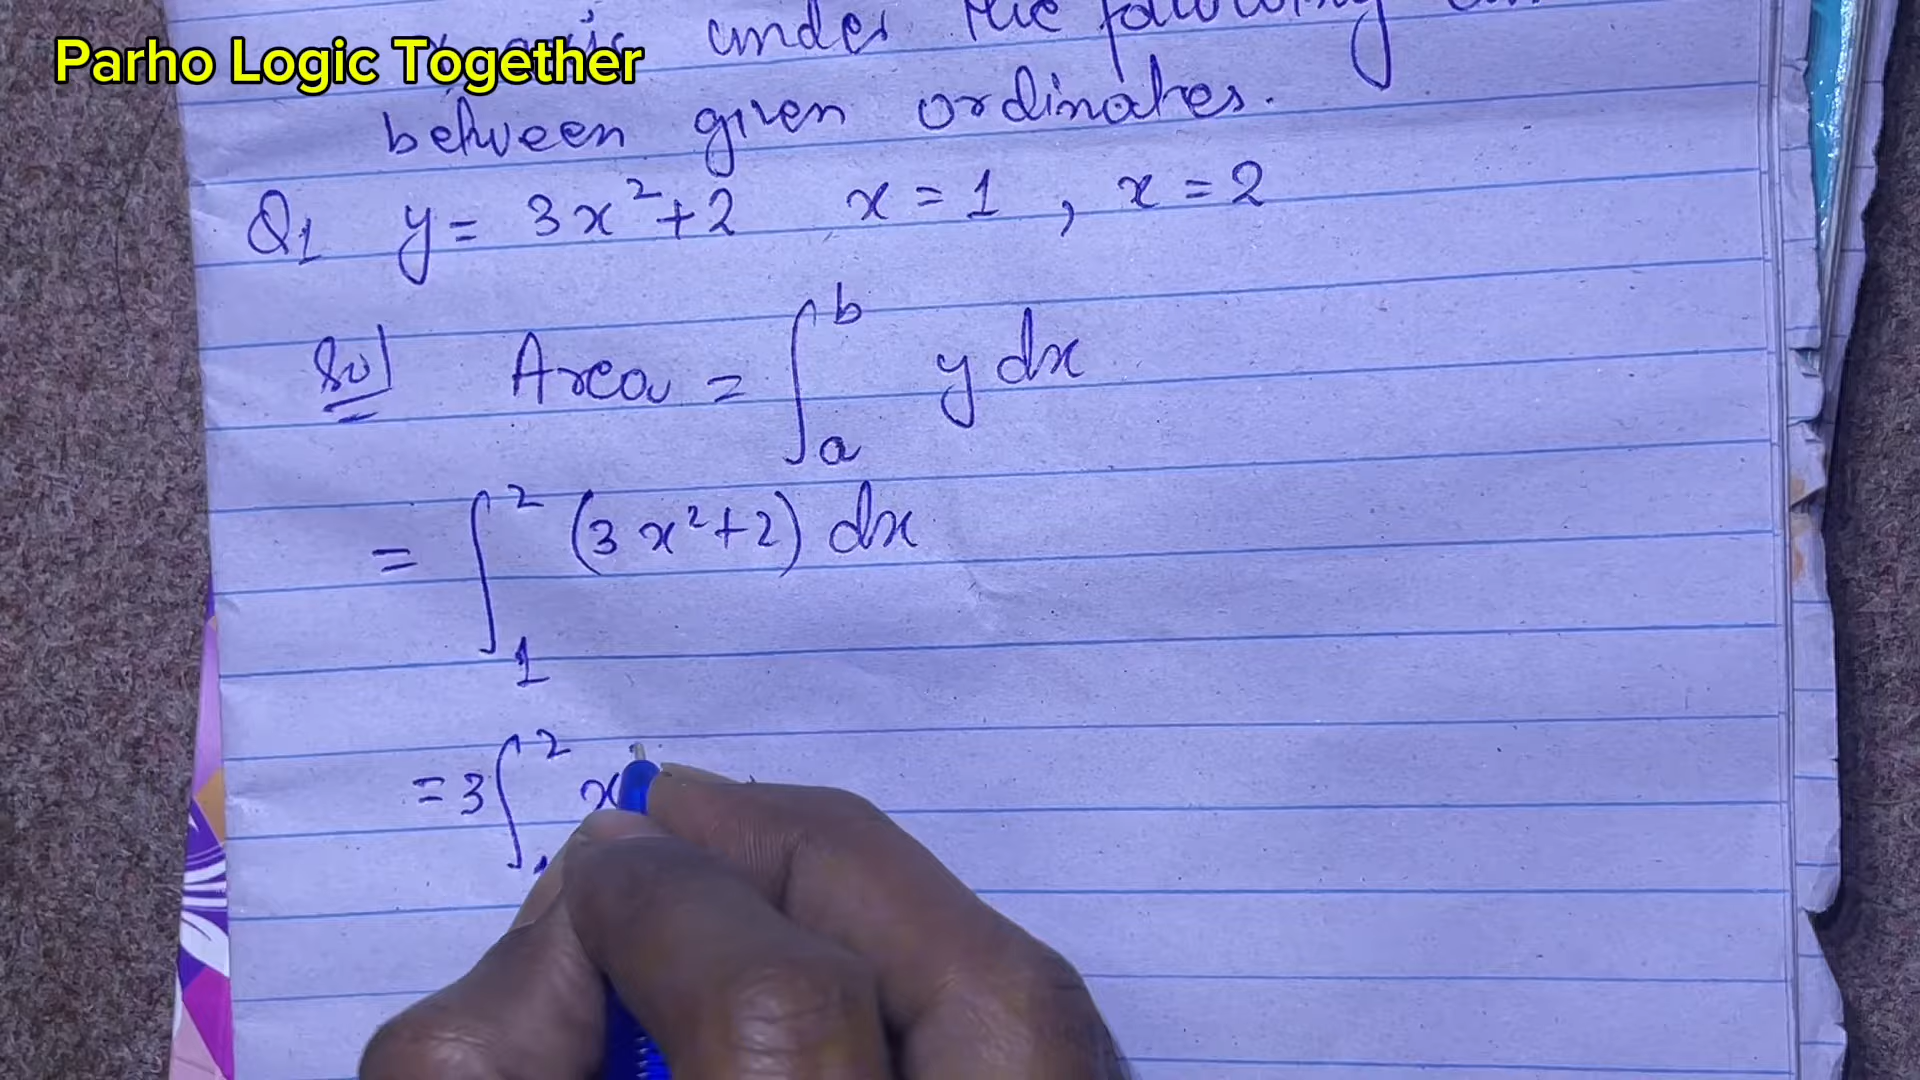 Parho Logic Together
under the following
between given ordinates.
Q1 y = 3x²+2 x = 1 , x = 2
Sol Area = ∫ₐᵇ y dx
= ∫₁² (3x²+2) dx
= 3∫² x